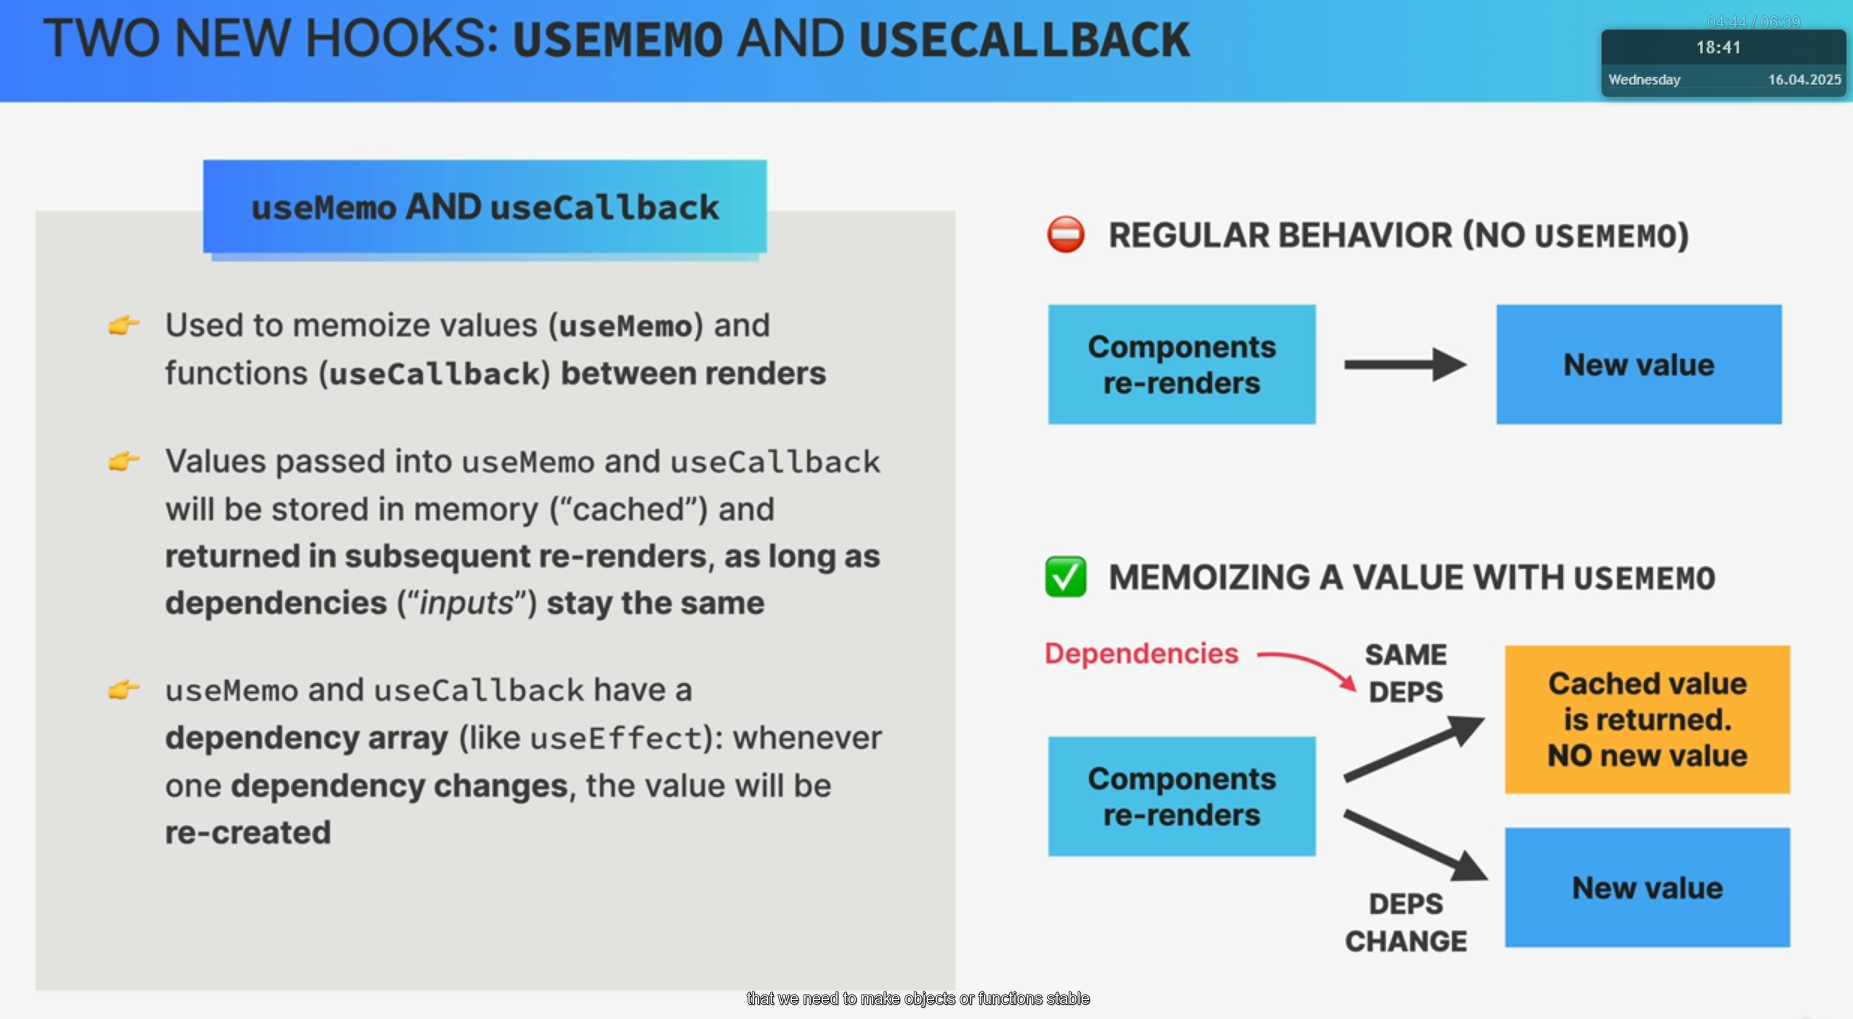 TWO NEW HOOKS: USEMEMO AND USECALLBACK
04:44 / 06:39
18:41
Wednesday 16.04.2025
useMemo AND useCallback
Used to memoize values (useMemo) and
functions (useCallback) between renders
Values passed into useMemo and useCallback
will be stored in memory (“cached”) and
returned in subsequent re-renders, as long as
dependencies (“inputs”) stay the same
useMemo and useCallback have a
dependency array (like useEffect): whenever
one dependency changes, the value will be
re-created
REGULAR BEHAVIOR (NO USEMEMO)
Components
re-renders
New value
MEMOIZING A VALUE WITH USEMEMO
Dependencies
SAME
DEPS
Components
re-renders
Cached value
is returned.
NO new value
DEPS
CHANGE
New value
that we need to make objects or functions stable